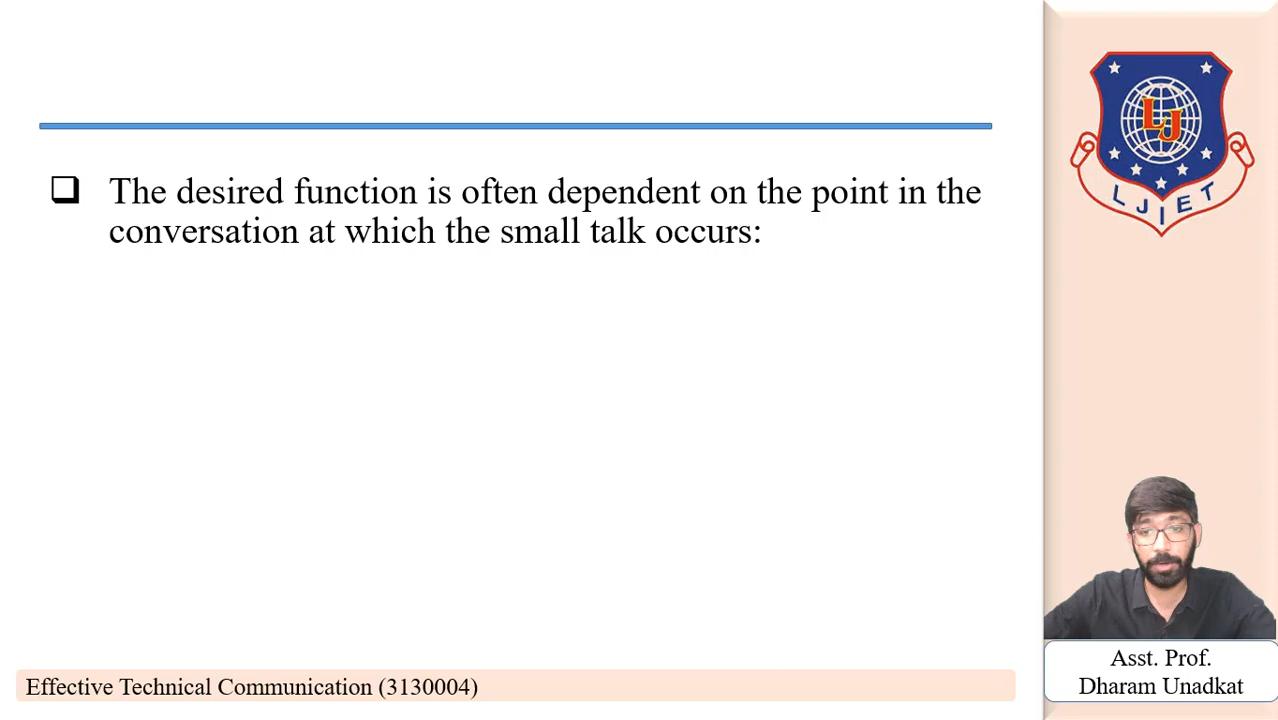 The desired function is often dependent on the point in the
conversation at which the small talk occurs:
LJ
LJIET
Asst. Prof.
Dharam Unadkat
Effective Technical Communication (3130004)